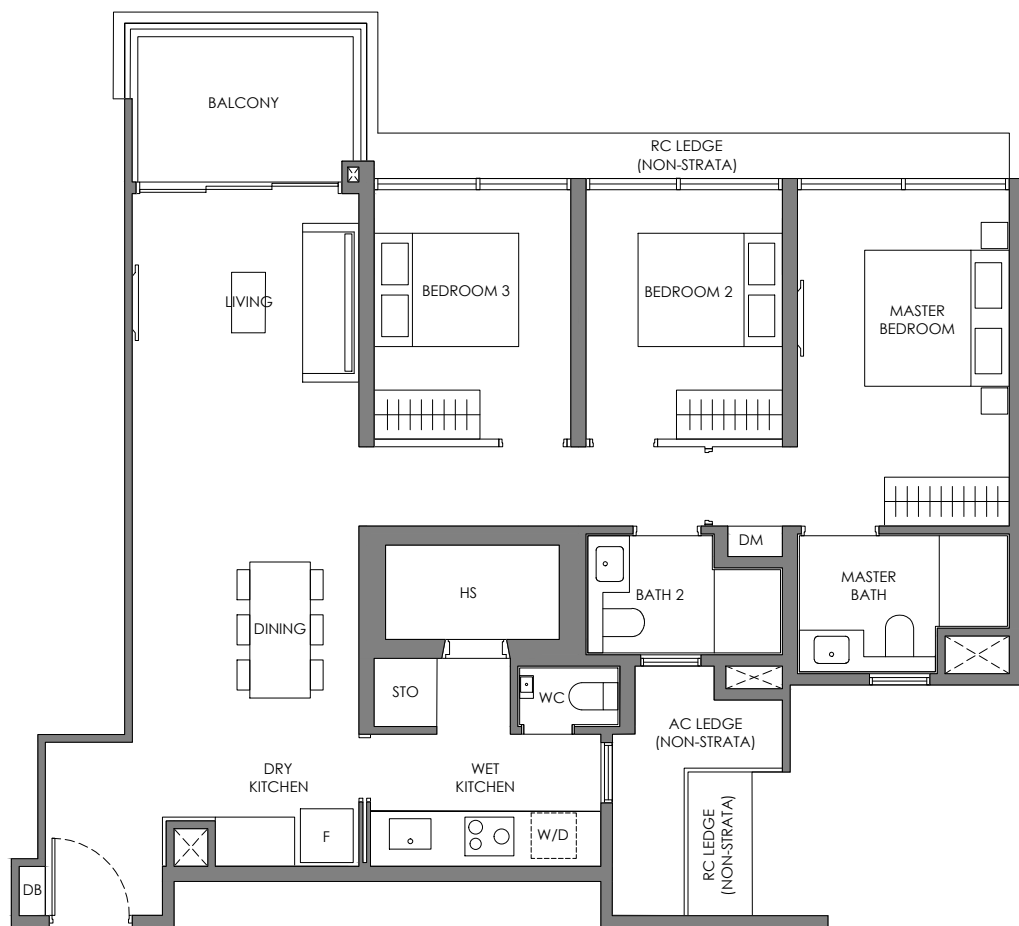 BALCONY
RC LEDGE
(NON-STRATA)
LIVING
BEDROOM 3
BEDROOM 2
MASTER
BEDROOM
DM
HS
BATH 2
MASTER
BATH
DINING
STO
WC
AC LEDGE
(NON-STRATA)
DRY
KITCHEN
WET
KITCHEN
F
W/D
RC LEDGE
(NON-STRATA)
DB